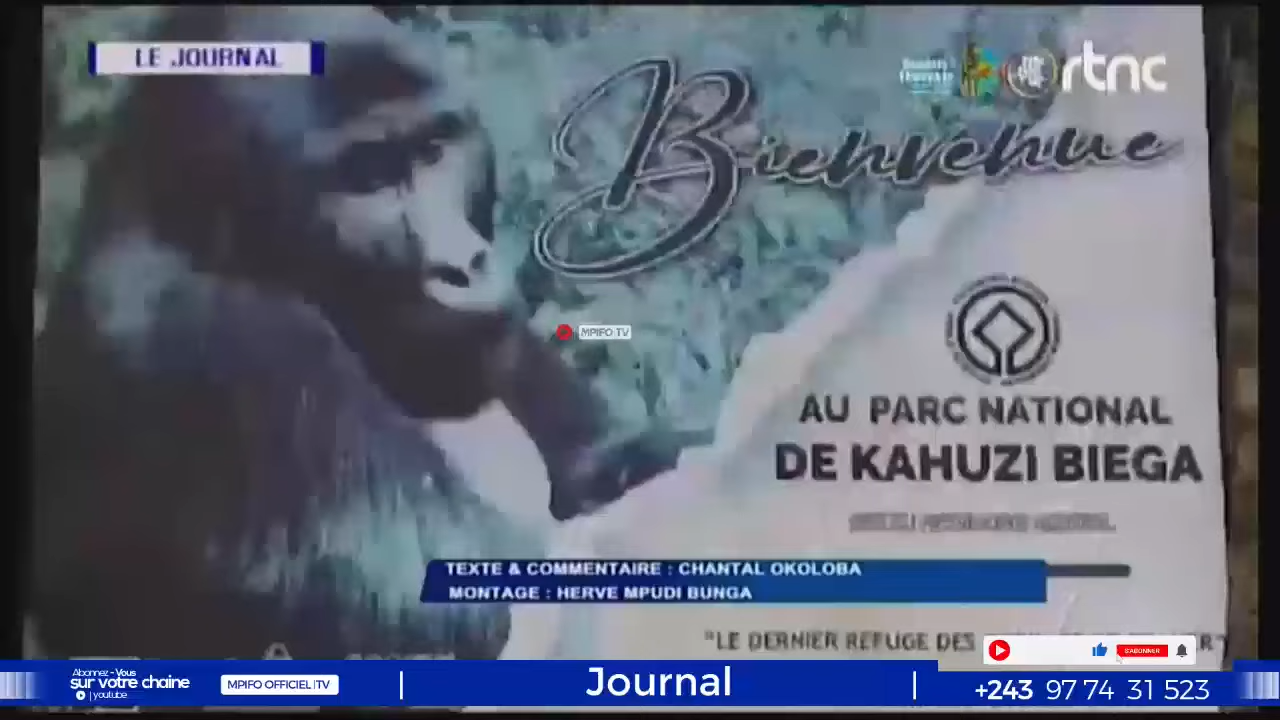 LE JOURNAL
rtnc
Bienvenue
MPIFO TV
AU PARC NATIONAL
DE KAHUZI BIEGA
TEXTE & COMMENTAIRE : CHANTAL OKOLOBA
MONTAGE : HERVE MPUDI BUNGA
"LE DERNIER REFUGE DES
S'ABONNER
Abonnez - Vous
sur votre chaine
youtube
MPIFO OFFICIEL TV
Journal
+243 97 74 31 523